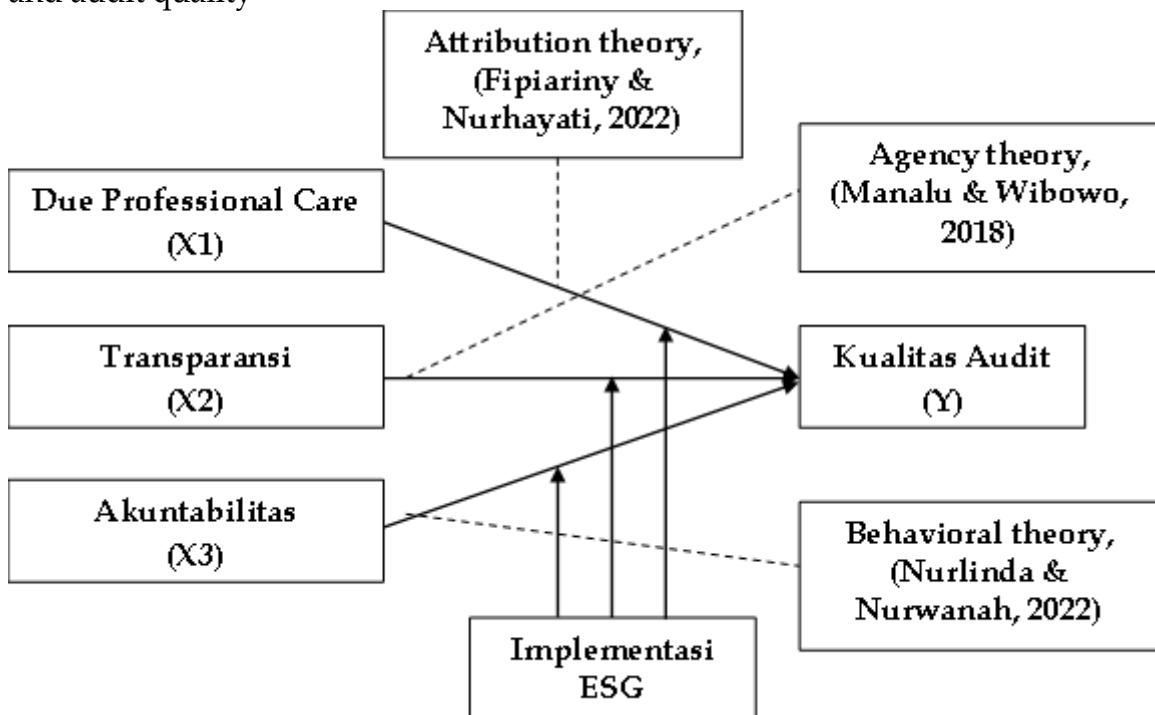 and audit quality
Attribution theory,
(Fipiariny &
Nurhayati, 2022)
Agency theory,
(Manalu & Wibowo,
2018)
Due Professional Care
(X1)
Transparansi
(X2)
Kualitas Audit
(Y)
Akuntabilitas
(X3)
Behavioral theory,
(Nurlinda &
Nurwanah, 2022)
Implementasi
ESG